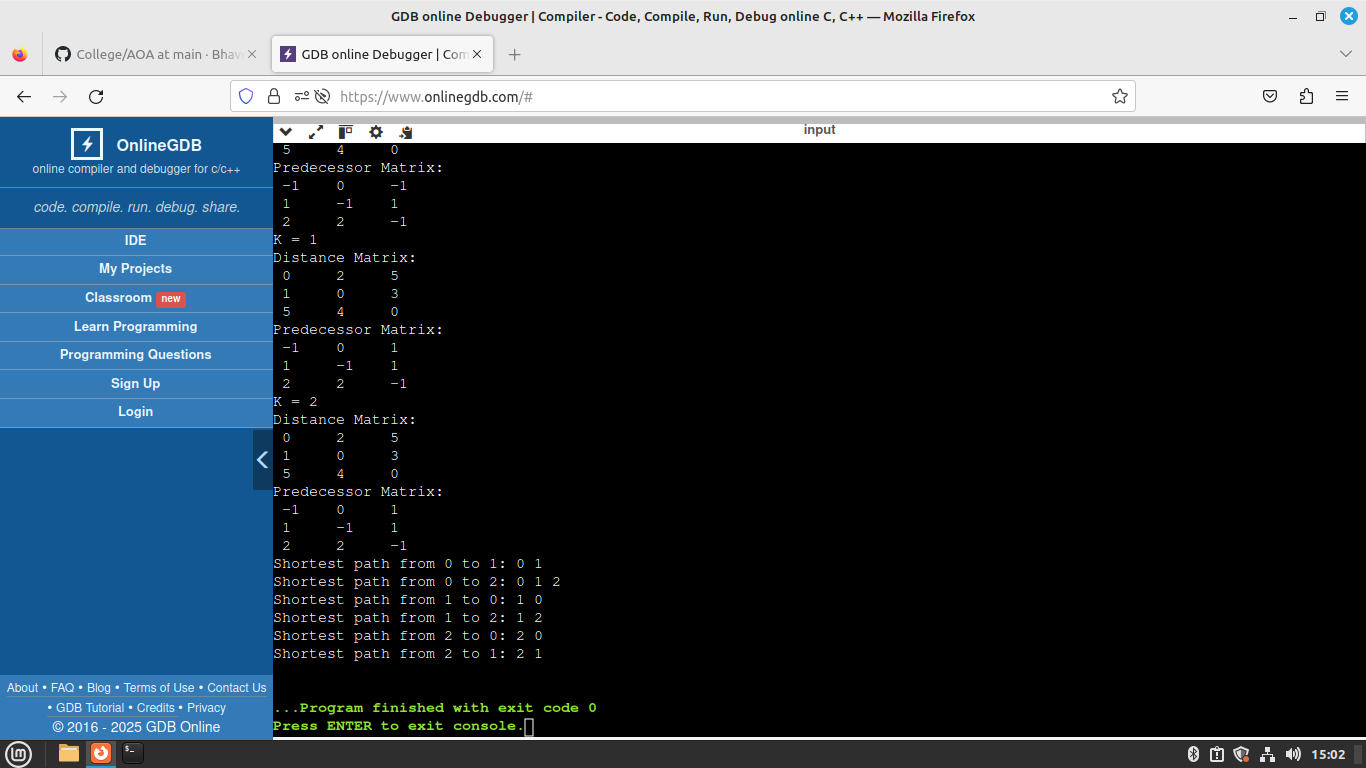 GDB online Debugger | Compiler - Code, Compile, Run, Debug online C, C++ — Mozilla Firefox
College/AOA at main · Bhav
GDB online Debugger | Com
https://www.onlinegdb.com/#
OnlineGDB
online compiler and debugger for c/c++
code. compile. run. debug. share.
IDE
My Projects
Classroom new
Learn Programming
Programming Questions
Sign Up
Login
About • FAQ • Blog • Terms of Use • Contact Us
• GDB Tutorial • Credits • Privacy
© 2016 - 2025 GDB Online
input
5 4 0
Predecessor Matrix:
-1 0 -1
1 -1 1
2 2 -1
K = 1
Distance Matrix:
0 2 5
1 0 3
5 4 0
Predecessor Matrix:
-1 0 1
1 -1 1
2 2 -1
K = 2
Distance Matrix:
0 2 5
1 0 3
5 4 0
Predecessor Matrix:
-1 0 1
1 -1 1
2 2 -1
Shortest path from 0 to 1: 0 1
Shortest path from 0 to 2: 0 1 2
Shortest path from 1 to 0: 1 0
Shortest path from 1 to 2: 1 2
Shortest path from 2 to 0: 2 0
Shortest path from 2 to 1: 2 1
...Program finished with exit code 0
Press ENTER to exit console.
15:02